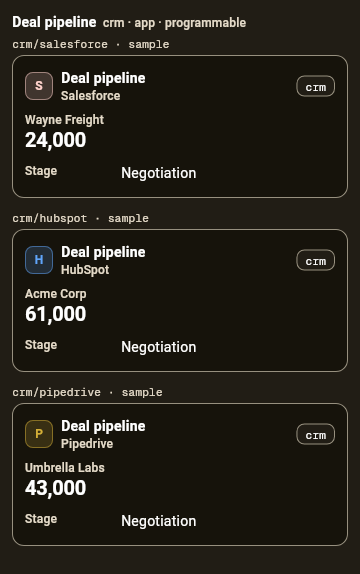 Deal pipeline crm · app · programmable
crm/salesforce · sample
S
Deal pipeline
Salesforce
crm
Wayne Freight
24,000
Stage Negotiation
crm/hubspot · sample
H
Deal pipeline
HubSpot
crm
Acme Corp
61,000
Stage Negotiation
crm/pipedrive · sample
P
Deal pipeline
Pipedrive
crm
Umbrella Labs
43,000
Stage Negotiation